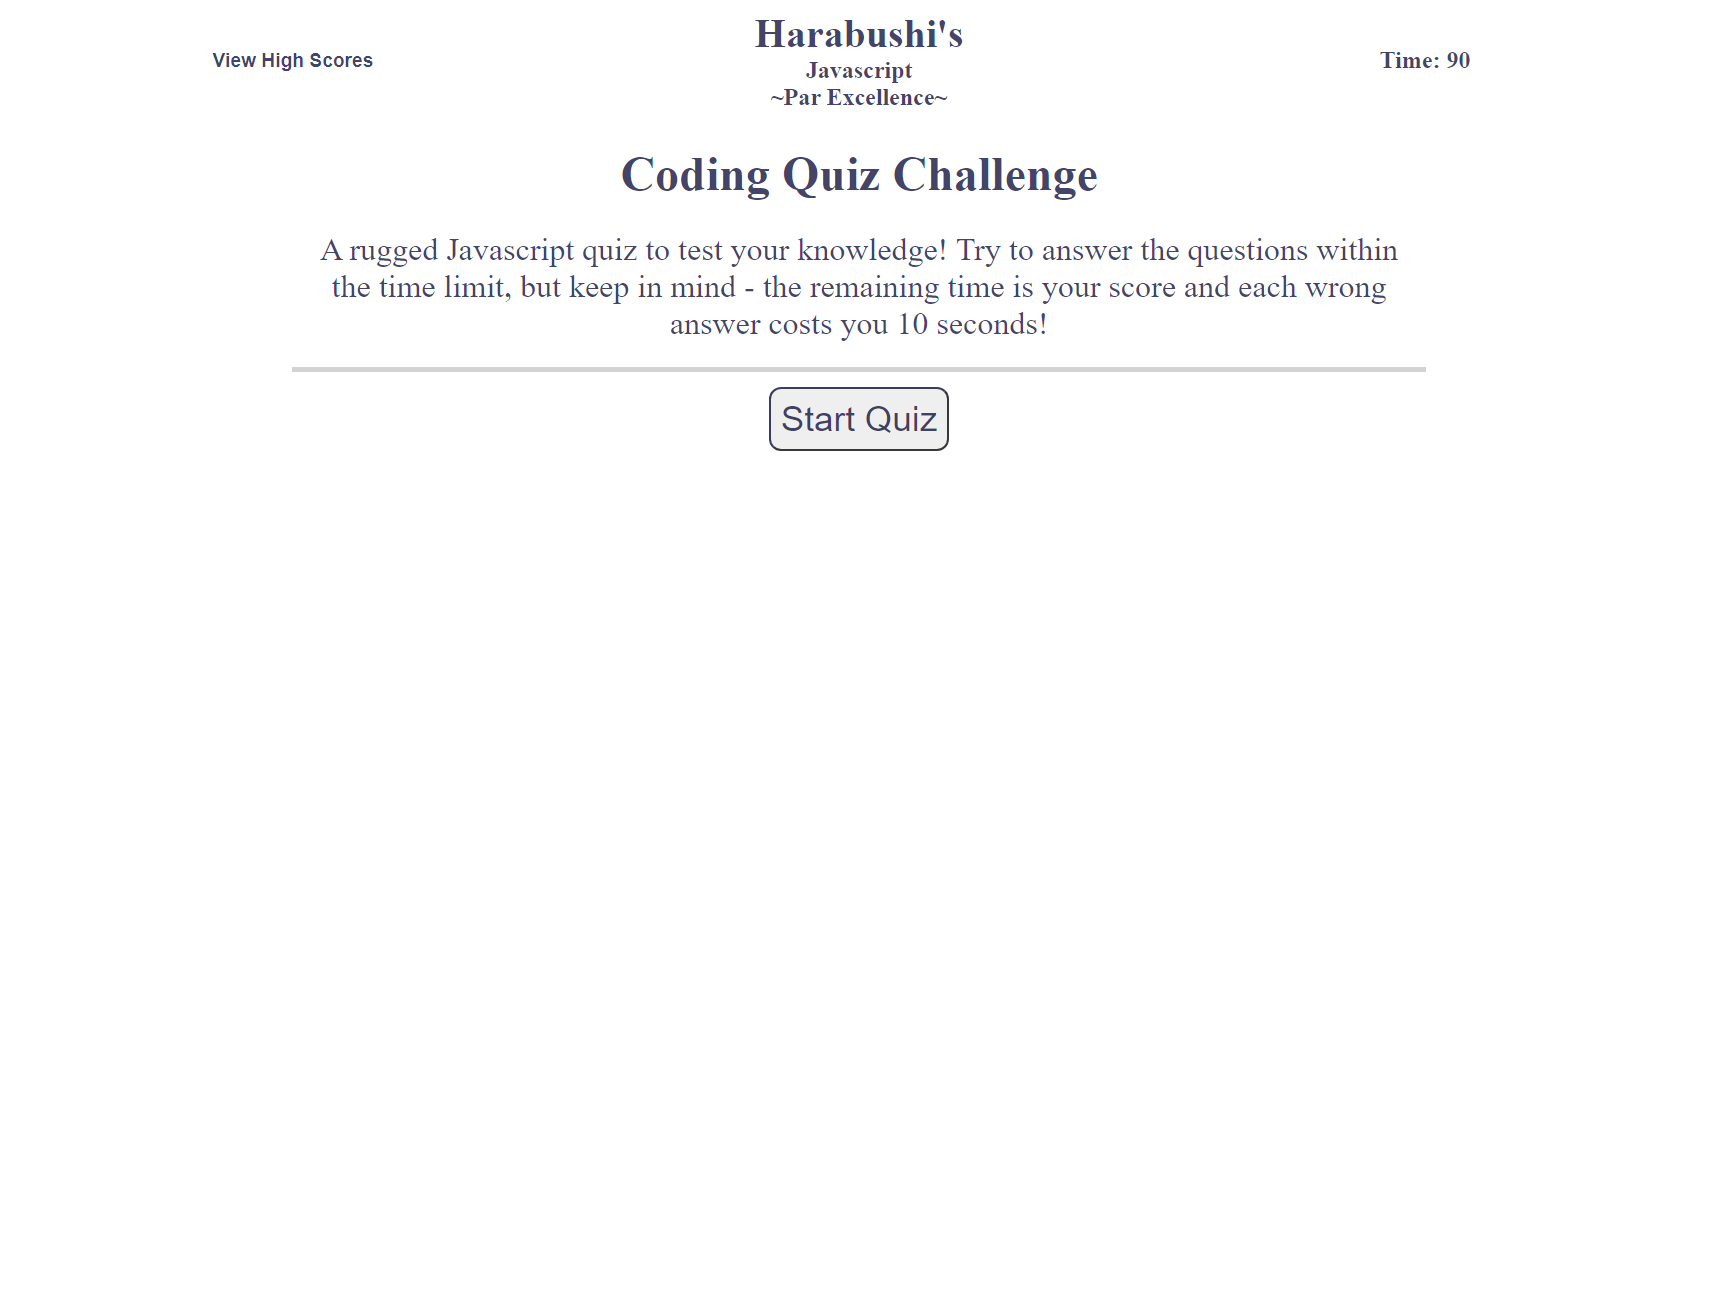 View High Scores
Harabushi's
Javascript
~Par Excellence~
Time: 90
Coding Quiz Challenge
A rugged Javascript quiz to test your knowledge! Try to answer the questions within
the time limit, but keep in mind - the remaining time is your score and each wrong
answer costs you 10 seconds!
Start Quiz